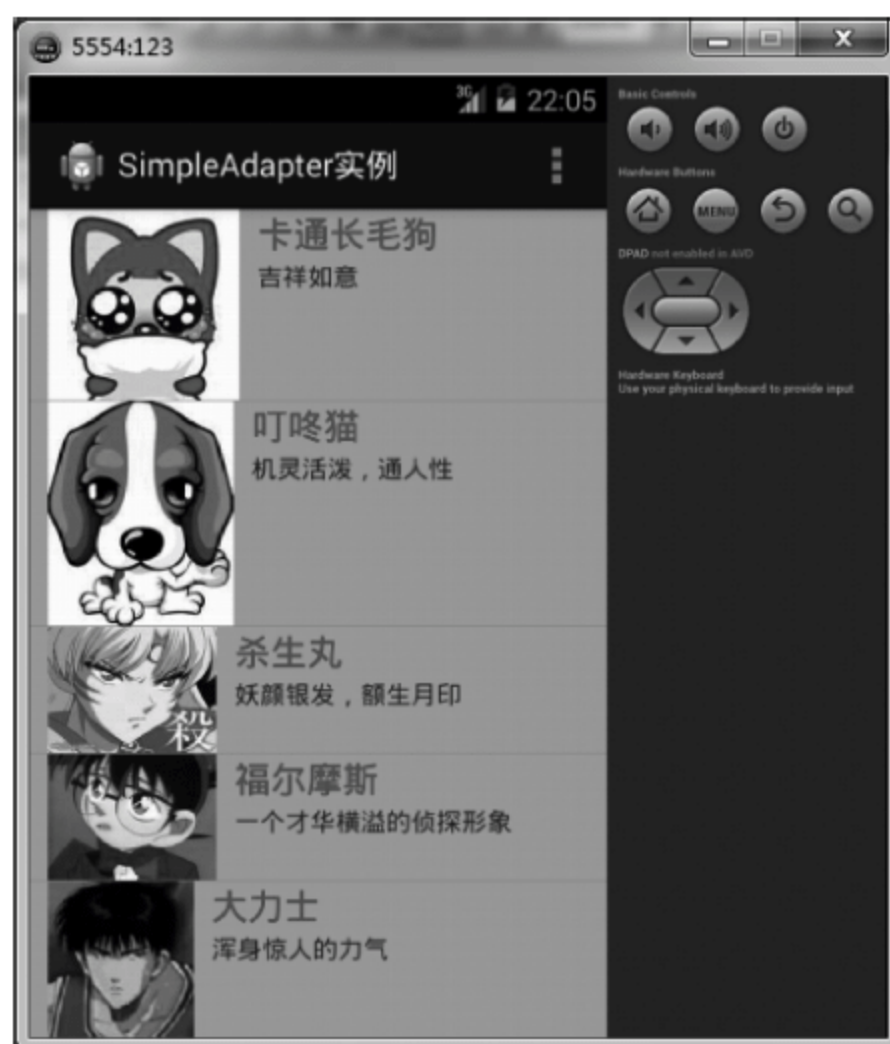 5554:123
3G 22:05
SimpleAdapter实例
卡通长毛狗
吉祥如意
叮咚猫
机灵活泼，通人性
杀生丸
妖颜银发，额生月印
殺
福尔摩斯
一个才华横溢的侦探形象
大力士
浑身惊人的力气
Basic Controls
Hardware Buttons
MENU
DPAD not enabled in AVD
Hardware Keyboard
Use your physical keyboard to provide input